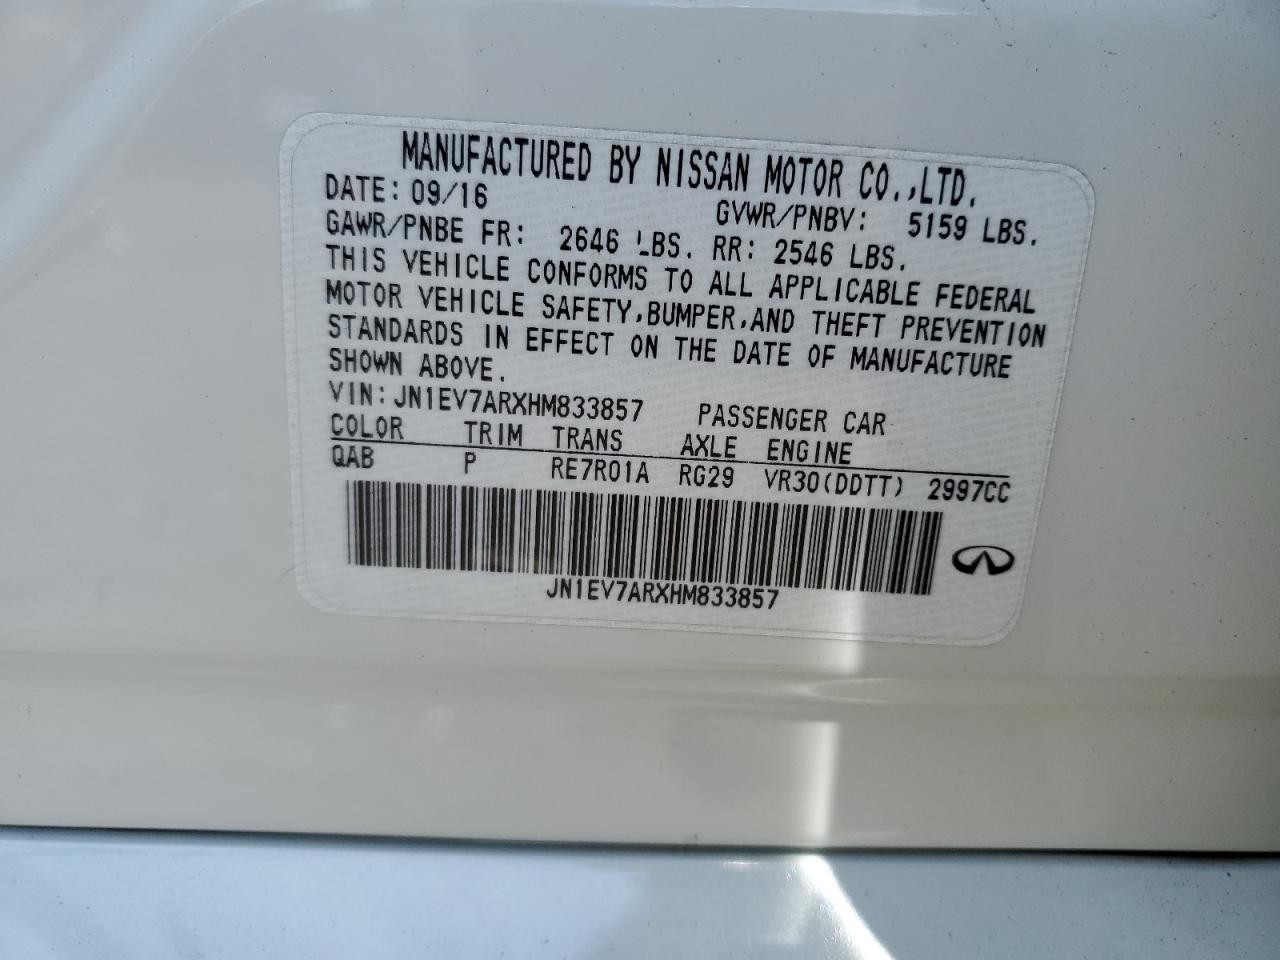 MANUFACTURED BY NISSAN MOTOR CO.,LTD.
DATE: 09/16 GVWR/PNBV: 5159 LBS.
GAWR/PNBE FR: 2646 LBS. RR: 2546 LBS.
THIS VEHICLE CONFORMS TO ALL APPLICABLE FEDERAL
MOTOR VEHICLE SAFETY,BUMPER,AND THEFT PREVENTION
STANDARDS IN EFFECT ON THE DATE OF MANUFACTURE
SHOWN ABOVE.
VIN: JN1EV7ARXHM833857 PASSENGER CAR
COLOR TRIM TRANS AXLE ENGINE
QAB P RE7R01A RG29 VR30(DDTT) 2997CC
JN1EV7ARXHM833857